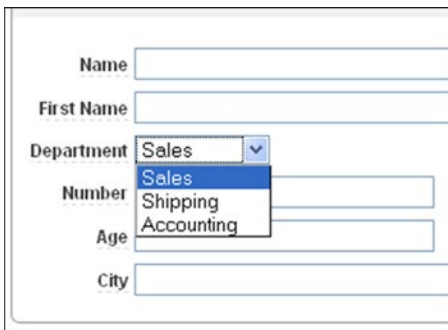 Name
First Name
Department Sales
Sales
Number
Shipping
Accounting
Age
City